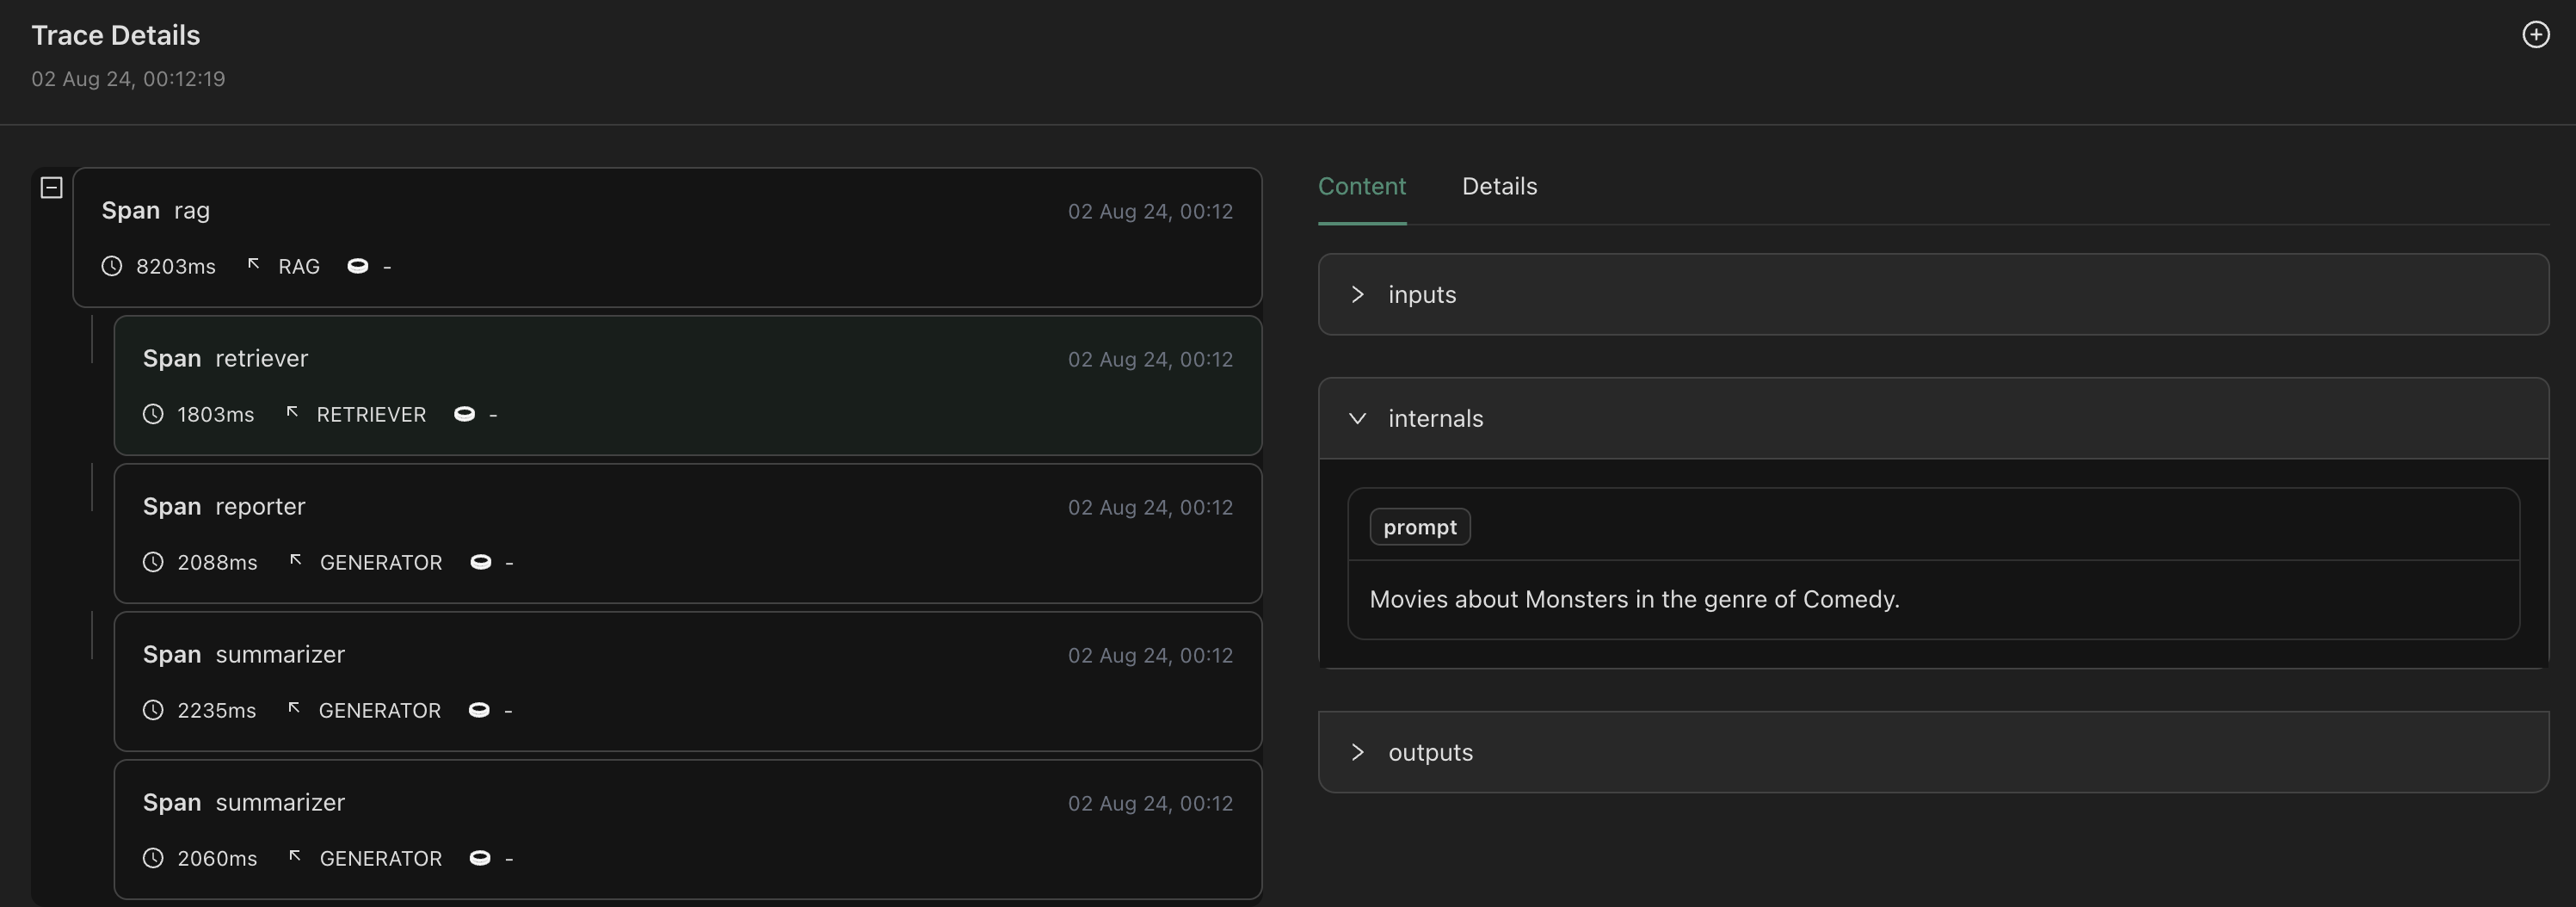 Trace Details
02 Aug 24, 00:12:19
Span rag 02 Aug 24, 00:12
8203ms RAG -
Span retriever 02 Aug 24, 00:12
1803ms RETRIEVER -
Span reporter 02 Aug 24, 00:12
2088ms GENERATOR -
Span summarizer 02 Aug 24, 00:12
2235ms GENERATOR -
Span summarizer 02 Aug 24, 00:12
2060ms GENERATOR -
Content Details
inputs
internals
prompt
Movies about Monsters in the genre of Comedy.
outputs